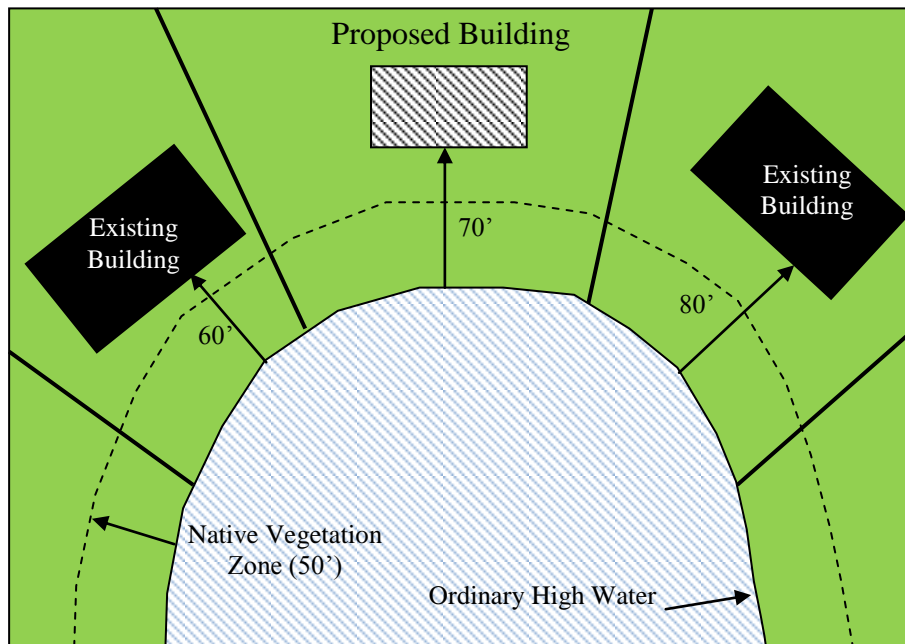 Proposed Building
Existing
Building
Existing
Building
70’
60’
80’
Native Vegetation
Zone (50’)
Ordinary High Water